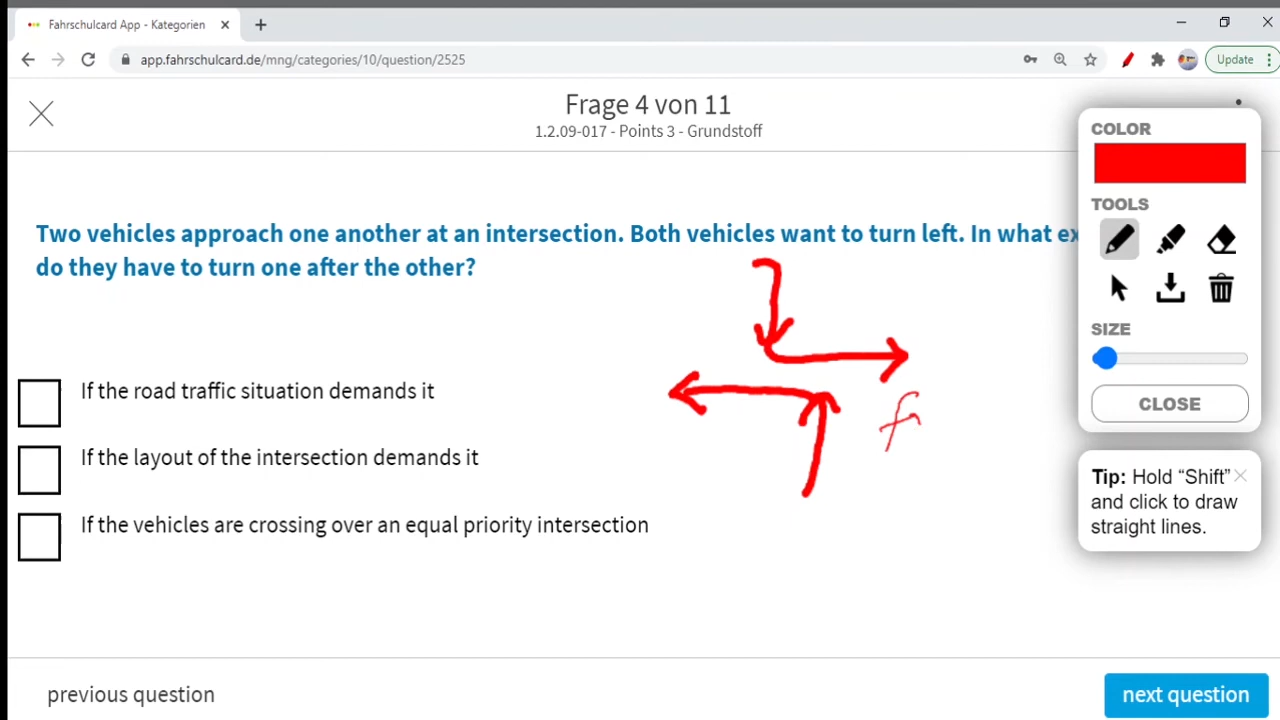 Fahrschulcard App - Kategorien
app.fahrschulcard.de/mng/categories/10/question/2525
Update
Frage 4 von 11
1.2.09-017 - Points 3 - Grundstoff
Two vehicles approach one another at an intersection. Both vehicles want to turn left. In what ex
do they have to turn one after the other?
If the road traffic situation demands it
If the layout of the intersection demands it
If the vehicles are crossing over an equal priority intersection
f
COLOR
TOOLS
SIZE
CLOSE
Tip: Hold “Shift”
and click to draw
straight lines.
previous question
next question